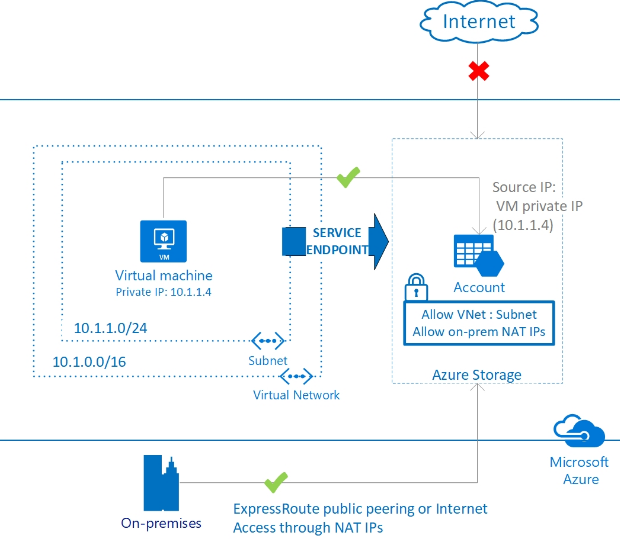 Internet
Source IP:
VM private IP
(10.1.1.4)
SERVICE
ENDPOINT
VM
Virtual machine
Private IP: 10.1.1.4
Account
Allow VNet : Subnet
Allow on-prem NAT IPs
10.1.1.0/24
Subnet
10.1.0.0/16
Virtual Network
Azure Storage
Microsoft
Azure
On-premises
ExpressRoute public peering or Internet
Access through NAT IPs